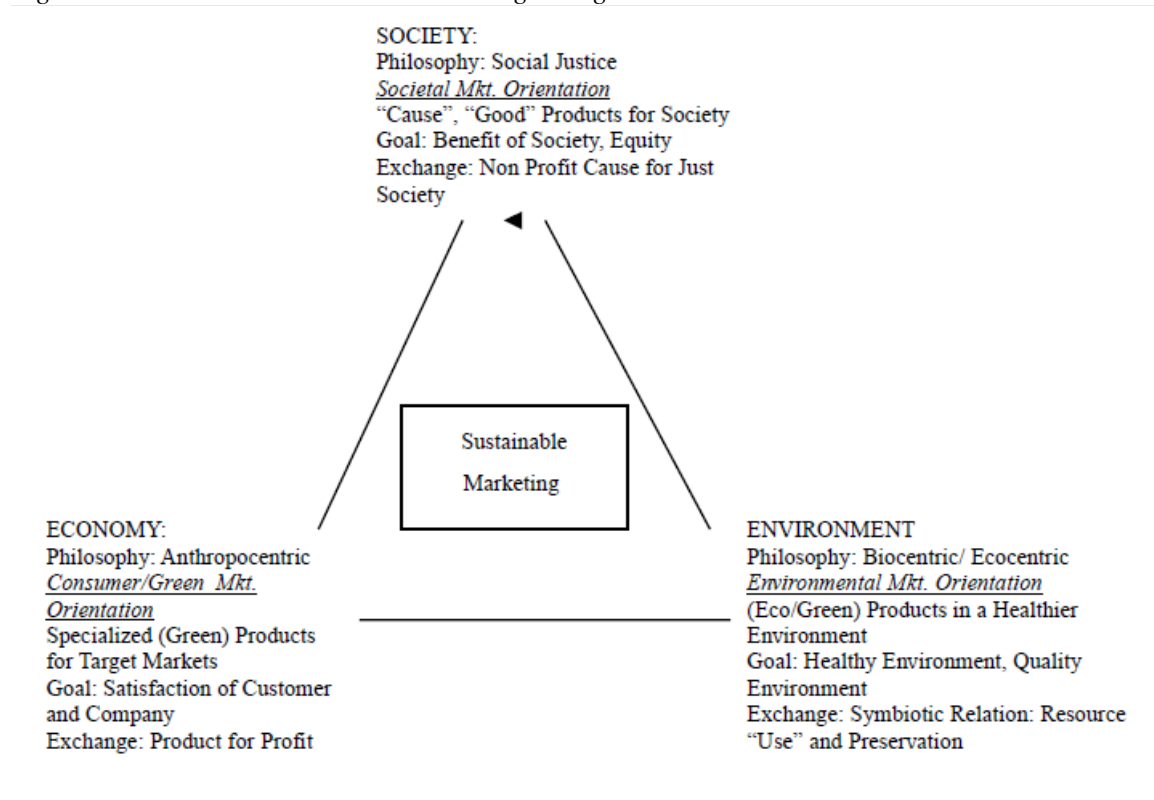 SOCIETY:
Philosophy: Social Justice
Societal Mkt. Orientation
“Cause”, “Good” Products for Society
Goal: Benefit of Society, Equity
Exchange: Non Profit Cause for Just
Society
Sustainable
Marketing
ECONOMY:
Philosophy: Anthropocentric
Consumer/Green Mkt.
Orientation
Specialized (Green) Products
for Target Markets
Goal: Satisfaction of Customer
and Company
Exchange: Product for Profit
ENVIRONMENT
Philosophy: Biocentric/ Ecocentric
Environmental Mkt. Orientation
(Eco/Green) Products in a Healthier
Environment
Goal: Healthy Environment, Quality
Environment
Exchange: Symbiotic Relation: Resource
“Use” and Preservation